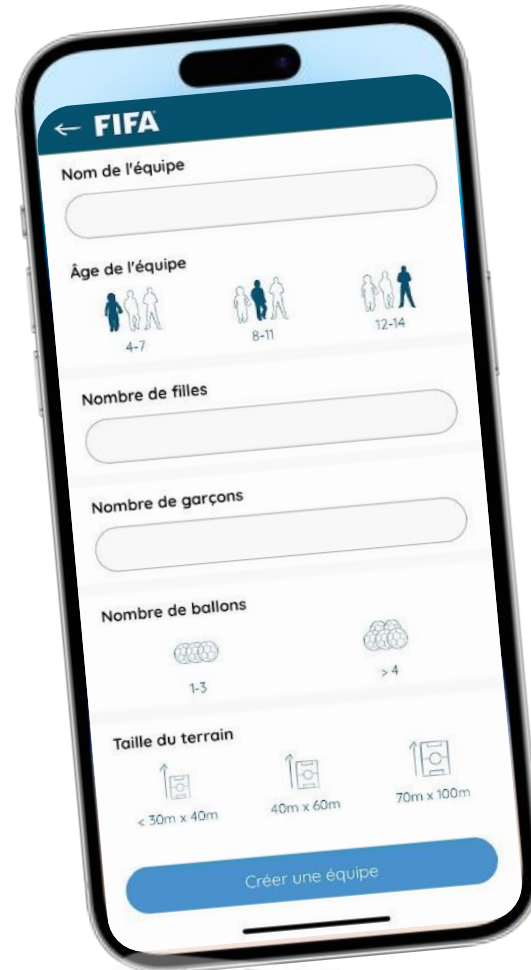 ← FIFA
Nom de l'équipe
Âge de l'équipe
4-7 8-11 12-14
Nombre de filles
Nombre de garçons
Nombre de ballons
1-3 > 4
Taille du terrain
< 30m x 40m 40m x 60m 70m x 100m
Créer une équipe